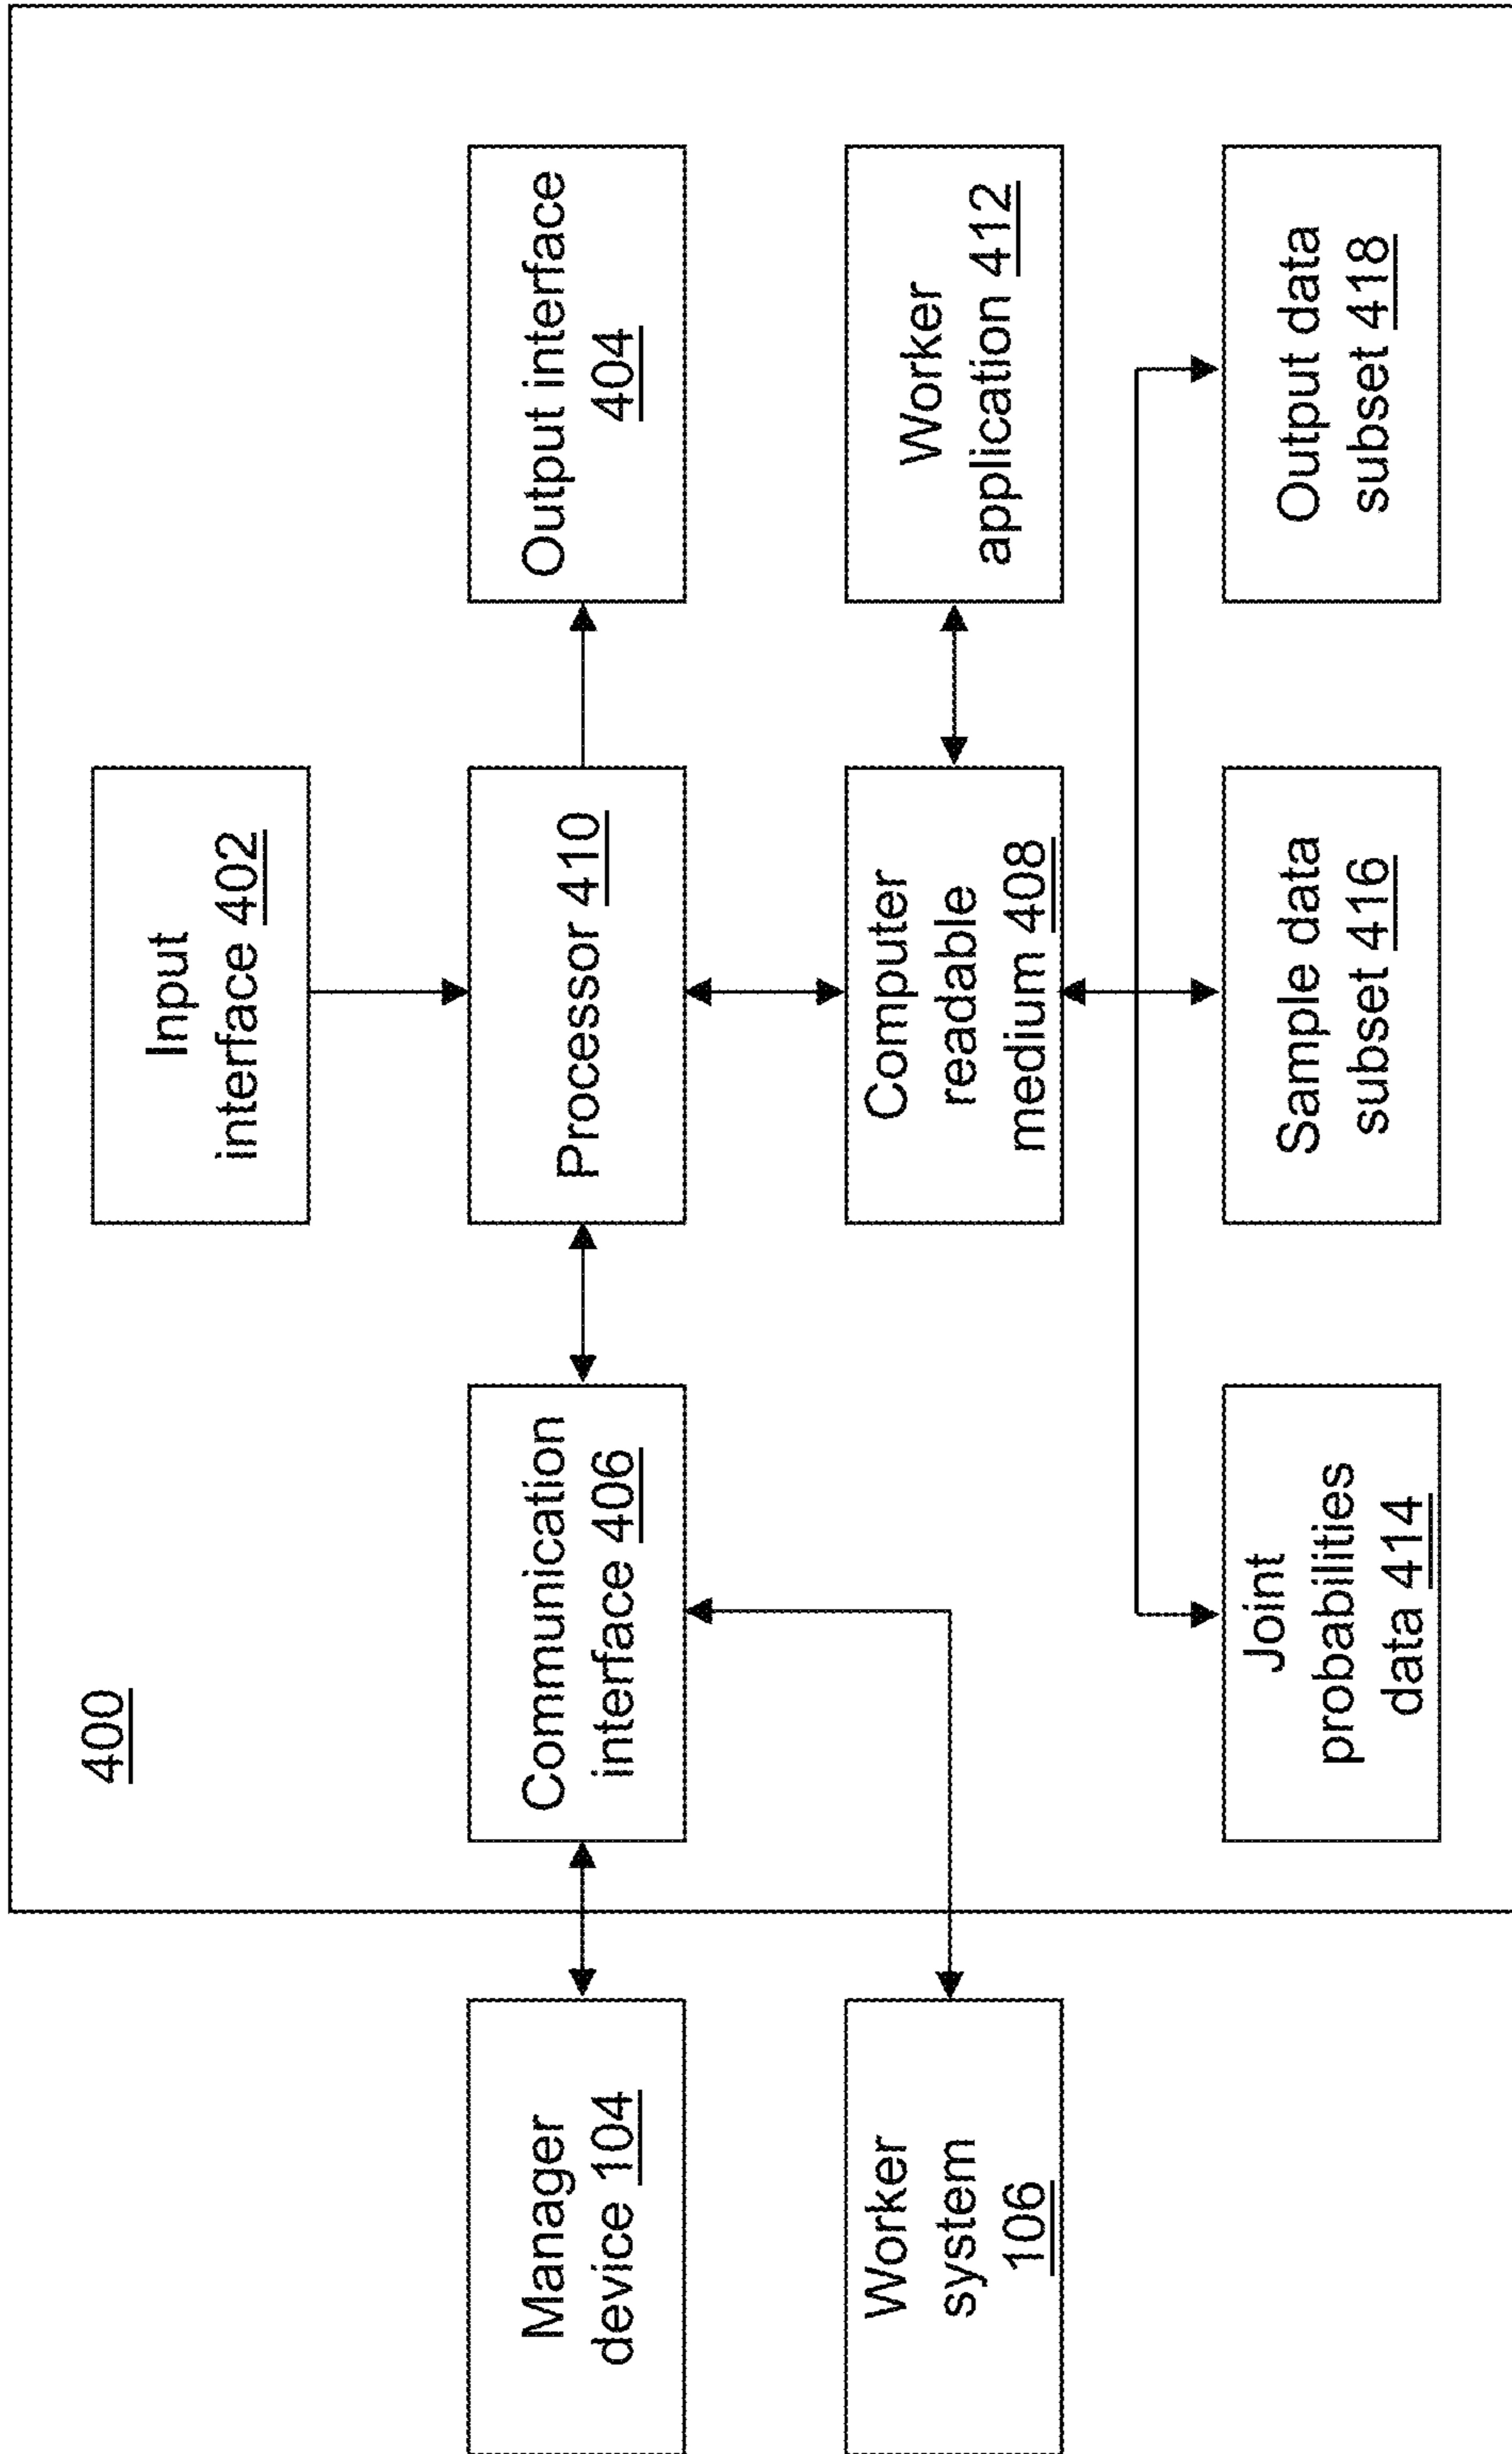 400
Input
interface 402
Manager
device 104
Communication
interface 406
Processor 410
Output interface
404
Worker
system
106
Computer
readable
medium 408
Worker
application 412
Joint
probabilities
data 414
Sample data
subset 416
Output data
subset 418